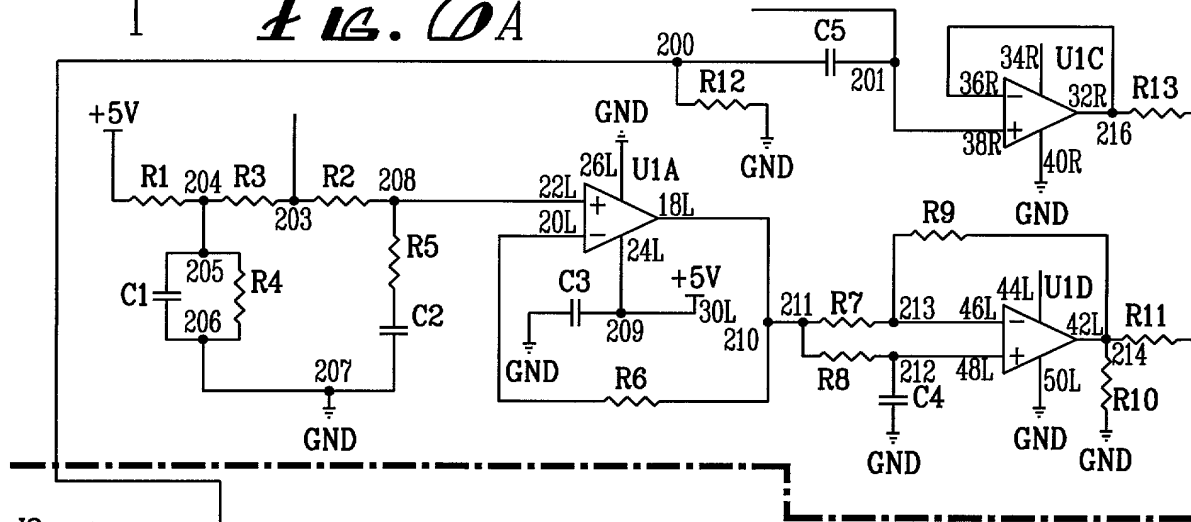 FIG. 6A
C5
200
201
R12
GND
34R
U1C
36R
32R
R13
38R
216
40R
GND
+5V
GND
R1
204
R3
R2
208
203
26L
U1A
22L
18L
20L
24L
R9
R5
205
C1
R4
206
C2
C3
+5V
30L
209
210
211
R7
213
46L
44L
U1D
42L
R11
214
R8
212
48L
50L
R10
C4
GND
R6
207
GND
GND
GND
GND